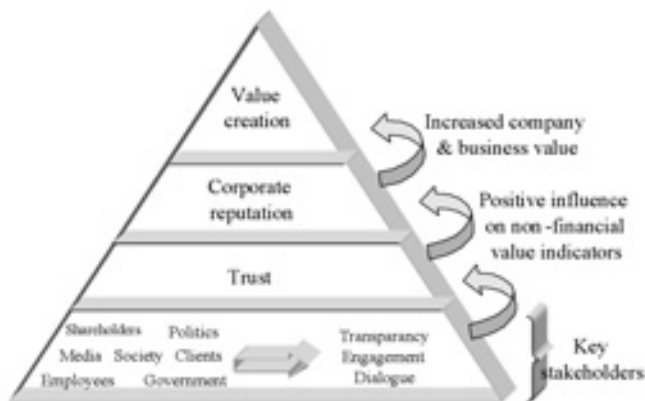 Value
creation
Increased company
& business value
Corporate
reputation
Positive influence
on non -financial
value indicators
Trust
Shareholders Politics
Media Society Clients
Employees Government
Transparancy
Engagement
Dialogue
Key
stakeholders